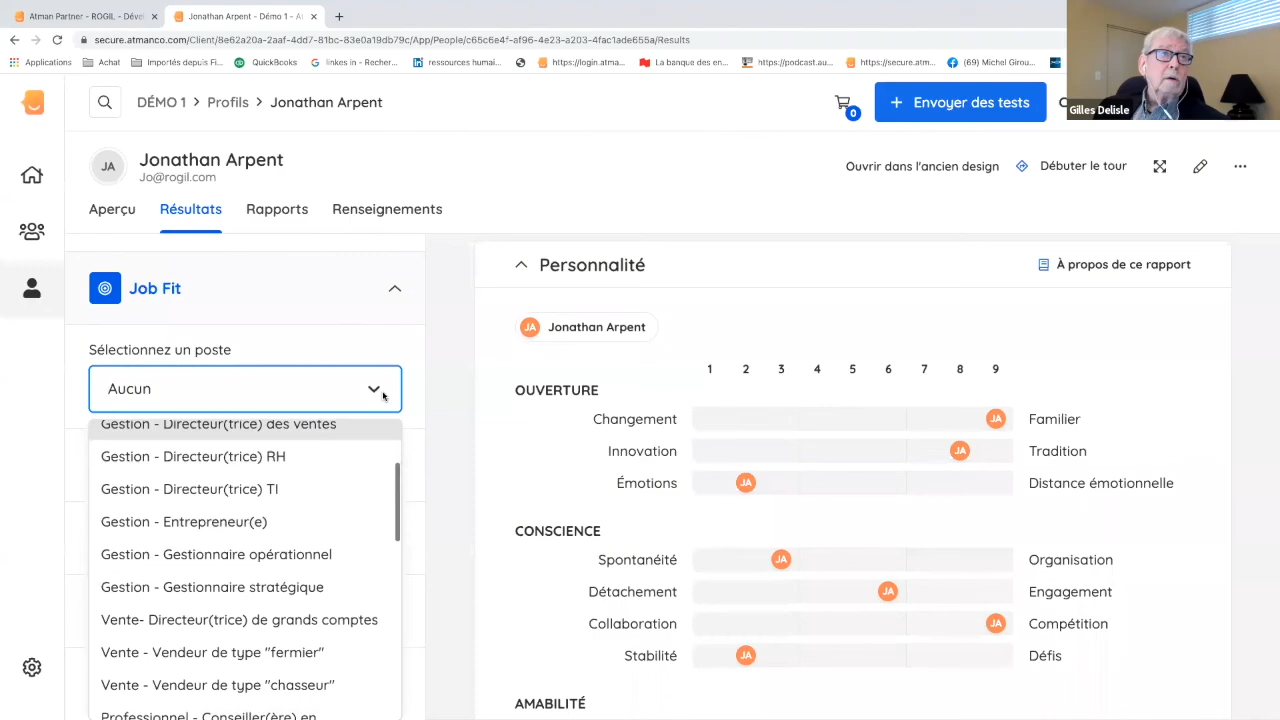 Atman Partner - ROGIL - Dével
Jonathan Arpent - Démo 1 - A
secure.atmanco.com/Client/8e62a20a-2aaf-4dd7-81bc-83e0a19db79c/App/People/c65c6e4f-af96-4e23-a203-4fac1ade655a/Results
Applications
Achat
Importés depuis Fi...
QuickBooks
linkes in - Recher...
ressources humai...
https://login.atma...
La banque des en...
https://podcast.au...
https://secure.atm...
(69) Michel Girou...
Gilles Delisle
DÉMO 1 > Profils > Jonathan Arpent
0
+ Envoyer des tests
JA
Jonathan Arpent
Jo@rogil.com
Ouvrir dans l'ancien design
Débuter le tour
Aperçu
Résultats
Rapports
Renseignements
Job Fit
Sélectionnez un poste
Aucun
Gestion - Directeur(trice) des ventes
Gestion - Directeur(trice) RH
Gestion - Directeur(trice) TI
Gestion - Entrepreneur(e)
Gestion - Gestionnaire opérationnel
Gestion - Gestionnaire stratégique
Vente- Directeur(trice) de grands comptes
Vente - Vendeur de type "fermier"
Vente - Vendeur de type "chasseur"
Professionnel - Conseiller(ère) en
Personnalité
À propos de ce rapport
JA Jonathan Arpent
1 2 3 4 5 6 7 8 9
OUVERTURE
Changement JA Familier
Innovation JA Tradition
Émotions JA Distance émotionnelle
CONSCIENCE
Spontanéité JA Organisation
Détachement JA Engagement
Collaboration JA Compétition
Stabilité JA Défis
AMABILITÉ